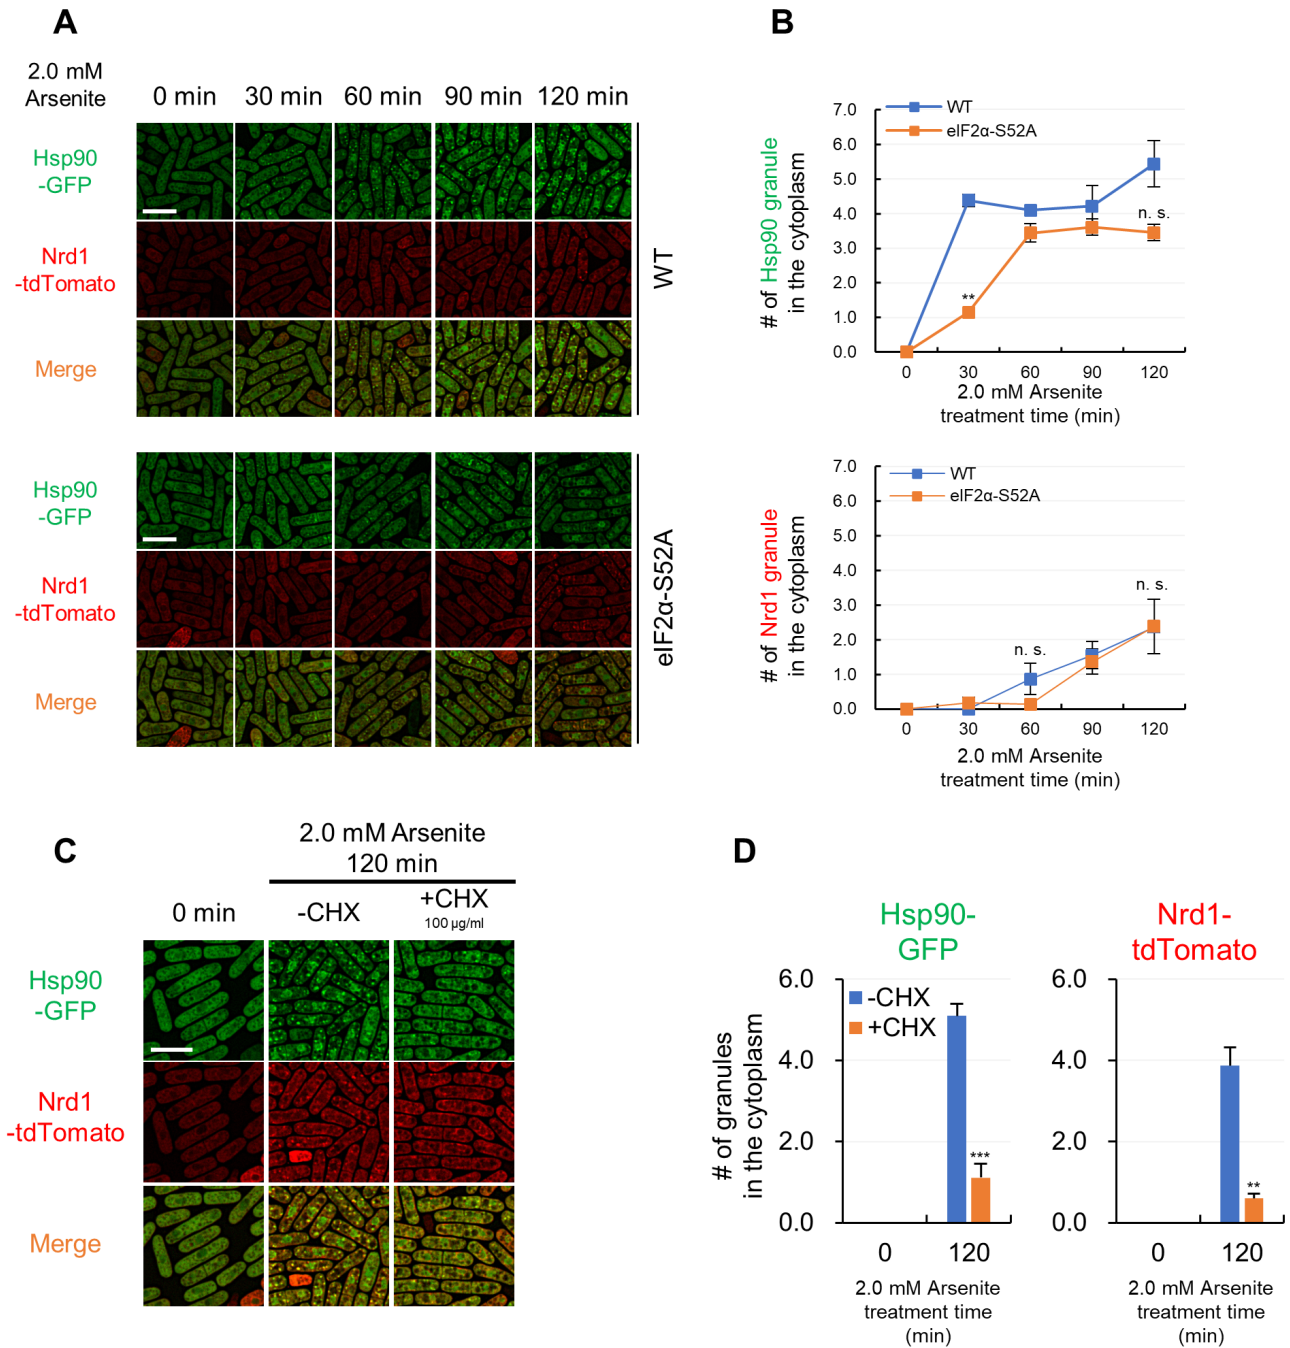 A
2.0 mM
Arsenite
0 min
30 min
60 min
90 min
120 min
Hsp90
-GFP
Nrd1
-tdTomato
Merge
WT
Hsp90
-GFP
Nrd1
-tdTomato
Merge
eIF2α-S52A
B
# of Hsp90 granule
in the cytoplasm
7.0
6.0
5.0
4.0
3.0
2.0
1.0
0.0
WT
eIF2α-S52A
**
n. s.
0
30
60
90
120
2.0 mM Arsenite
treatment time (min)
# of Nrd1 granule
in the cytoplasm
7.0
6.0
5.0
4.0
3.0
2.0
1.0
0.0
WT
eIF2α-S52A
n. s.
n. s.
0
30
60
90
120
2.0 mM Arsenite
treatment time (min)
C
2.0 mM Arsenite
120 min
0 min
-CHX
+CHX
100 µg/ml
Hsp90
-GFP
Nrd1
-tdTomato
Merge
D
Hsp90-
GFP
# of granules
in the cytoplasm
6.0
4.0
2.0
0.0
-CHX
+CHX
***
0
120
2.0 mM Arsenite
treatment time
(min)
Nrd1-
tdTomato
6.0
4.0
2.0
0.0
**
0
120
2.0 mM Arsenite
treatment time
(min)